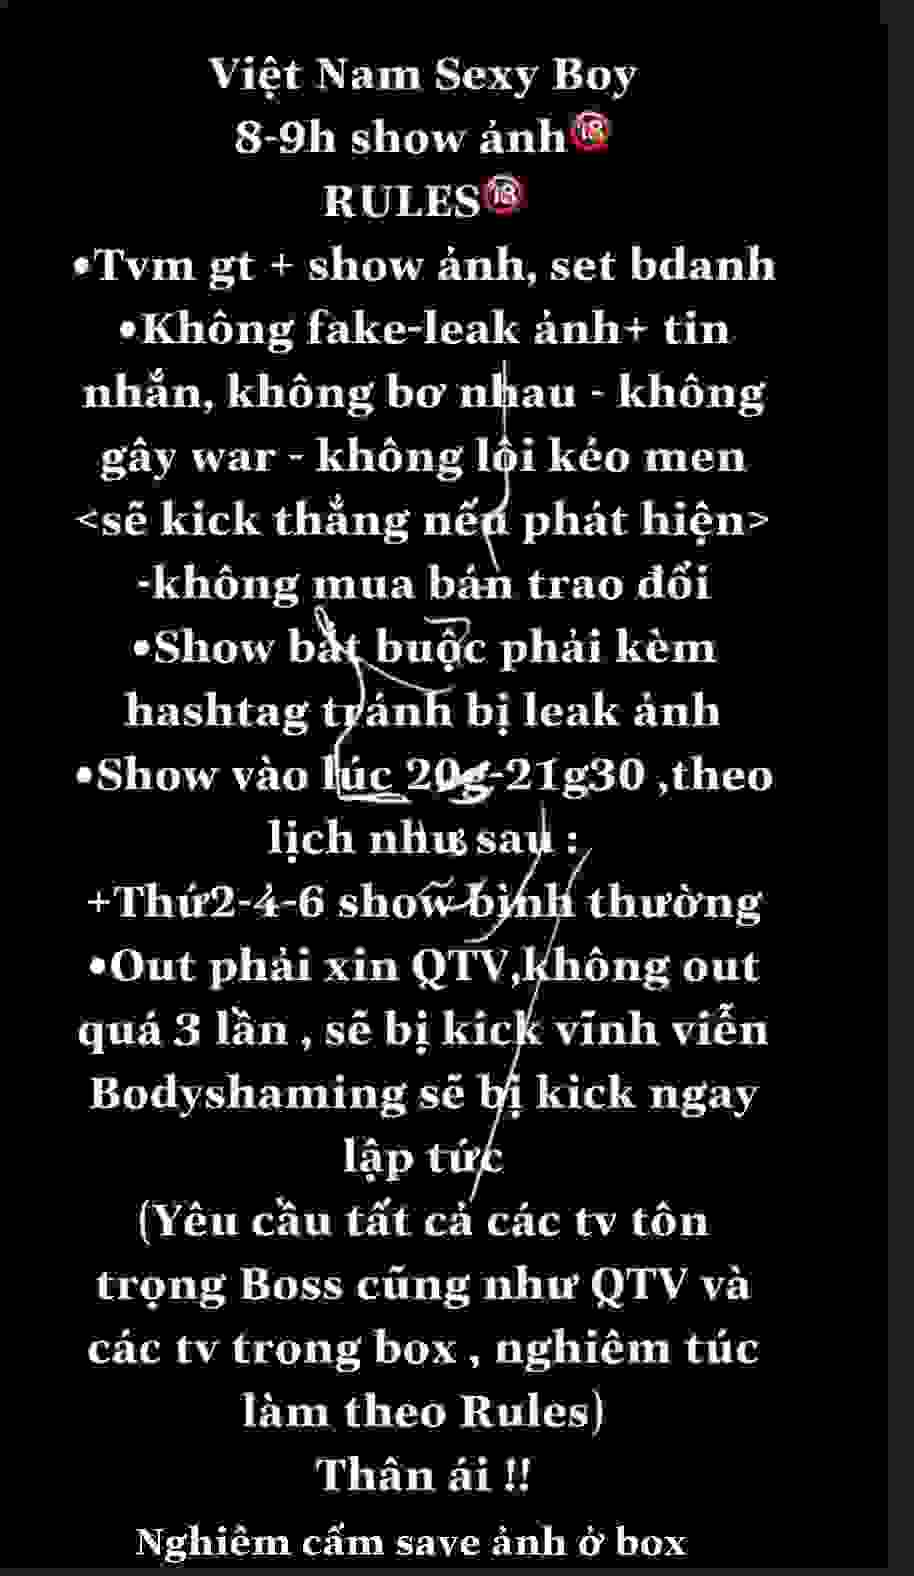 Việt Nam Sexy Boy
8-9h show ảnh🔞
RULES🔞
•Tvm gt + show ảnh, set bdanh
•Không fake-leak ảnh+ tin
nhắn, không bơ nhau - không
gây war - không lôi kéo men
<sẽ kick thẳng nếu phát hiện>
-không mua bán trao đổi
•Show bắt buộc phải kèm
hashtag tránh bị leak ảnh
•Show vào lúc 20g-21g30 ,theo
lịch như sau :
+Thứ2-4-6 show bình thường
•Out phải xin QTV,không out
quá 3 lần , sẽ bị kick vĩnh viễn
Bodyshaming sẽ bị kick ngay
lập tức
(Yêu cầu tất cả các tv tôn
trọng Boss cũng như QTV và
các tv trong box , nghiêm túc
làm theo Rules)
Thân ái !!
Nghiêm cấm save ảnh ở box